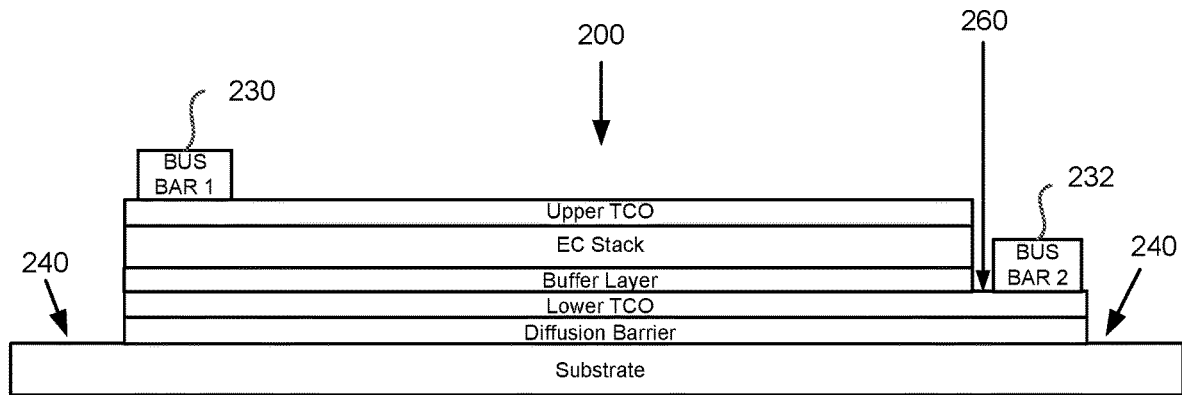 200
260
230
BUS
BAR 1
232
Upper TCO
EC Stack
BUS
BAR 2
240
240
Buffer Layer
Lower TCO
Diffusion Barrier
Substrate